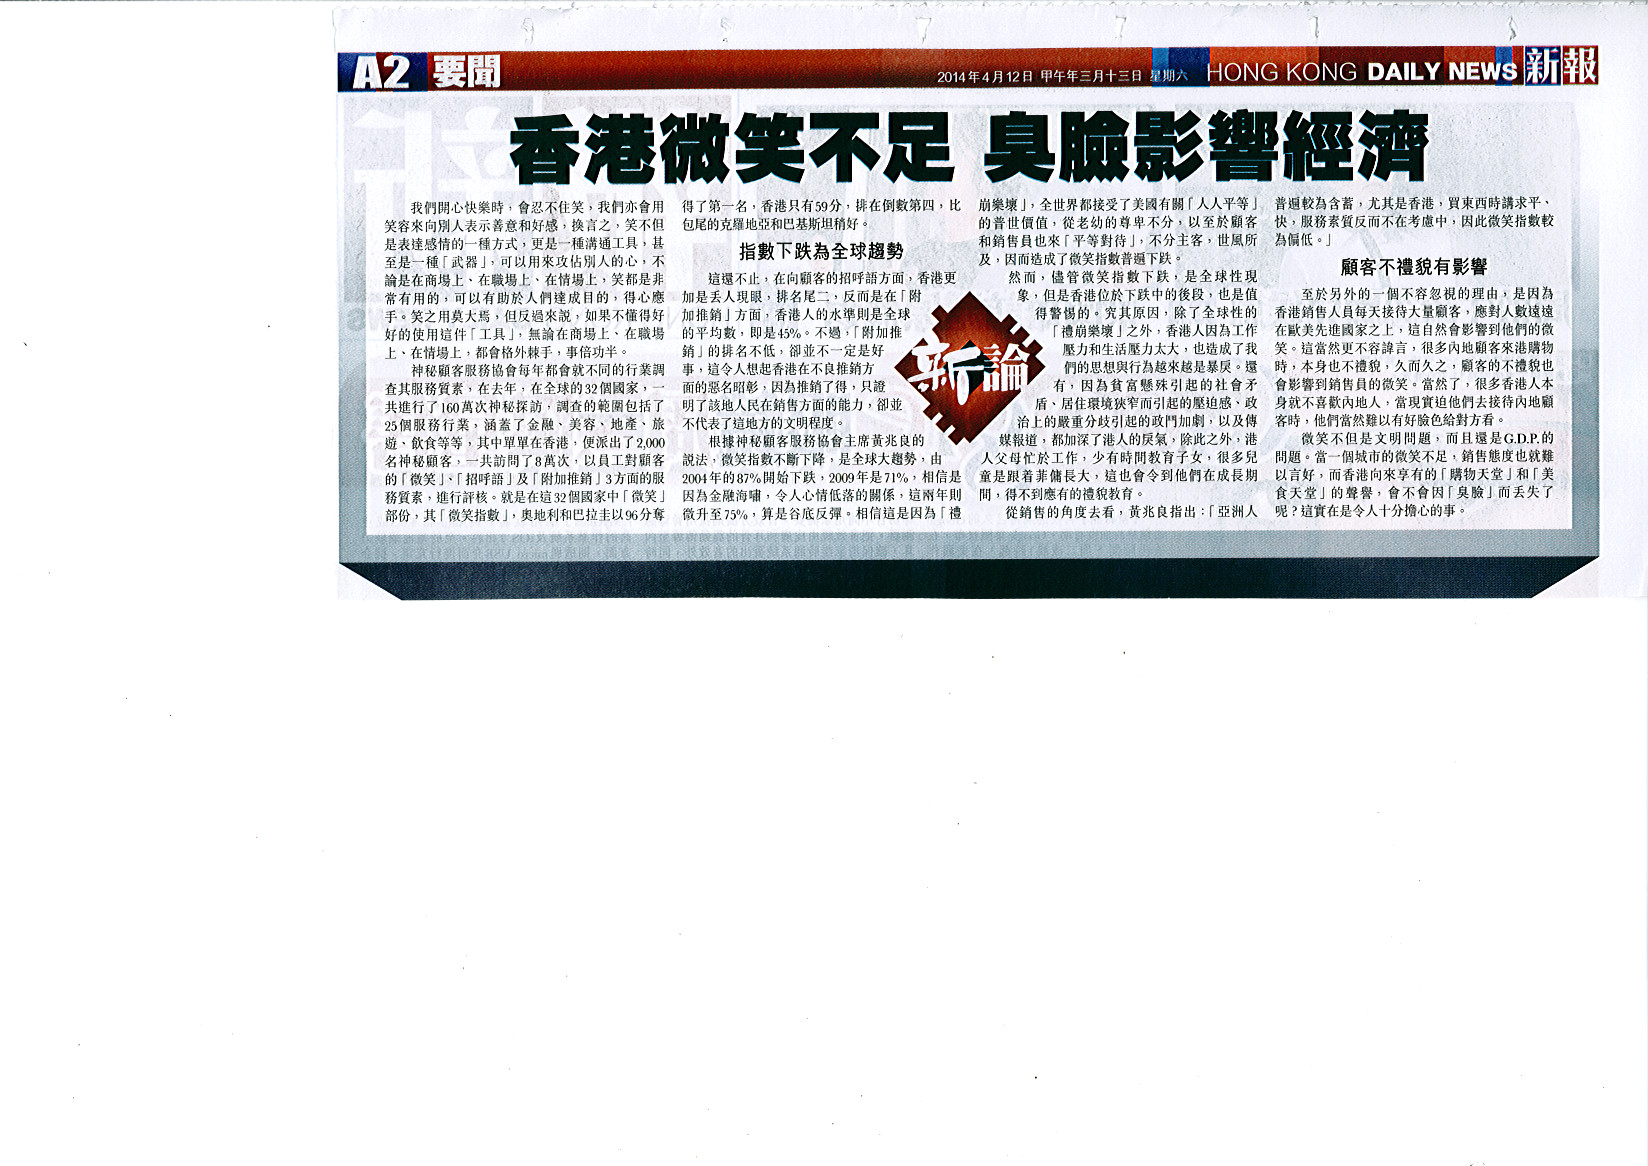 A2 要聞
2014年4月12日 甲午年三月十三日 星期六 HONG KONG DAILY NEWS 新報
香港微笑不足 臭臉影響經濟
我們開心快樂時，會忍不住笑，我們亦會用
笑容來向別人表示善意和好感，換言之，笑不但
是表達感情的一種方式，更是一種溝通工具，甚
至是一種「武器」，可以用來攻佔別人的心，不
論是在商場上、在職場上、在情場上，笑都是非
常有用的，可以有助於人們達成目的，得心應
手。笑之用莫大焉，但反過來說，如果不懂得好
好的使用這件「工具」，無論在商場上、在職場
上、在情場上，都會格外棘手，事倍功半。
神秘顧客服務協會每年都會就不同的行業調
查其服務質素，在去年，在全球的32個國家，一
共進行了160萬次神秘探訪，調查的範圍包括了
25個服務行業，涵蓋了金融、美容、地產、旅
遊、飲食等等，其中單單在香港，便派出了2,000
名神秘顧客，一共訪問了8萬次，以員工對顧客
的「微笑」、「招呼語」及「附加推銷」3方面的服
務質素，進行評核。就是在這32個國家中「微笑」
部份，其「微笑指數」，奧地利和巴拉圭以96分奪
得了第一名，香港只有59分，排在倒數第四，比
包尾的克羅地亞和巴基斯坦稍好。
指數下跌為全球趨勢
這還不止，在向顧客的招呼語方面，香港更
加是丟人現眼，排名尾二，反而是在「附
加推銷」方面，香港人的水準則是全球
的平均數，即是45%。不過，「附加推
銷」的排名不低，卻並不一定是好
事，這令人想起香港在不良推銷方
面的惡名昭彰，因為推銷了得，只證
明了該地人民在銷售方面的能力，卻並
不代表了這地方的文明程度。
根據神秘顧客服務協會主席黃兆良的
說法，微笑指數不斷下降，是全球大趨勢，由
2004年的87%開始下跌，2009年是71%，相信是
因為金融海嘯，令人心情低落的關係，這兩年則
微升至75%，算是谷底反彈。相信這是因為「禮
新論
崩樂壞」，全世界都接受了美國有關「人人平等」
的普世價值，從老幼的尊卑不分，以至於顧客
和銷售員也來「平等對待」，不分主客，世風所
及，因而造成了微笑指數普遍下跌。
然而，儘管微笑指數下跌，是全球性現
象，但是香港位於下跌中的後段，也是值
得警惕的。究其原因，除了全球性的
「禮崩樂壞」之外，香港人因為工作
壓力和生活壓力太大，也造成了我
們的思想與行為越來越是暴戾。還
有，因為貧富懸殊引起的社會矛
盾、居住環境狹窄而引起的壓迫感、政
治上的嚴重分歧引起的政鬥加劇，以及傳
媒報道，都加深了港人的戾氣，除此之外，港
人父母忙於工作，少有時間教育子女，很多兒
童是跟着菲傭長大，這也會令到他們在成長期
間，得不到應有的禮貌教育。
從銷售的角度去看，黃兆良指出：「亞洲人
普遍較為含蓄，尤其是香港，買東西時講求平、
快，服務素質反而不在考慮中，因此微笑指數較
為偏低。」
顧客不禮貌有影響
至於另外的一個不容忽視的理由，是因為
香港銷售人員每天接待大量顧客，應對人數遠遠
在歐美先進國家之上，這自然會影響到他們的微
笑。這當然更不容諱言，很多內地顧客來港購物
時，本身也不禮貌，久而久之，顧客的不禮貌也
會影響到銷售員的微笑。當然了，很多香港人本
身就不喜歡內地人，當現實迫他們去接待內地顧
客時，他們當然難以有好臉色給對方看。
微笑不但是文明問題，而且還是G.D.P.的
問題。當一個城市的微笑不足，銷售態度也就難
以言好，而香港向來享有的「購物天堂」和「美
食天堂」的聲譽，會不會因「臭臉」而丟失了
呢？這實在是令人十分擔心的事。